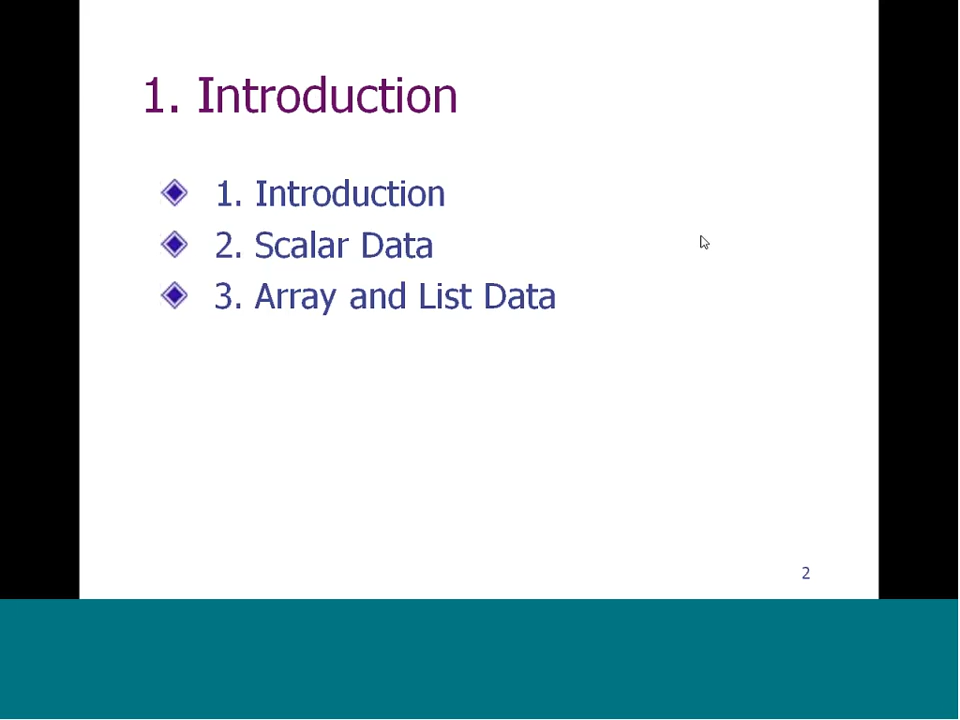 1. Introduction
1. Introduction
2. Scalar Data
3. Array and List Data
2